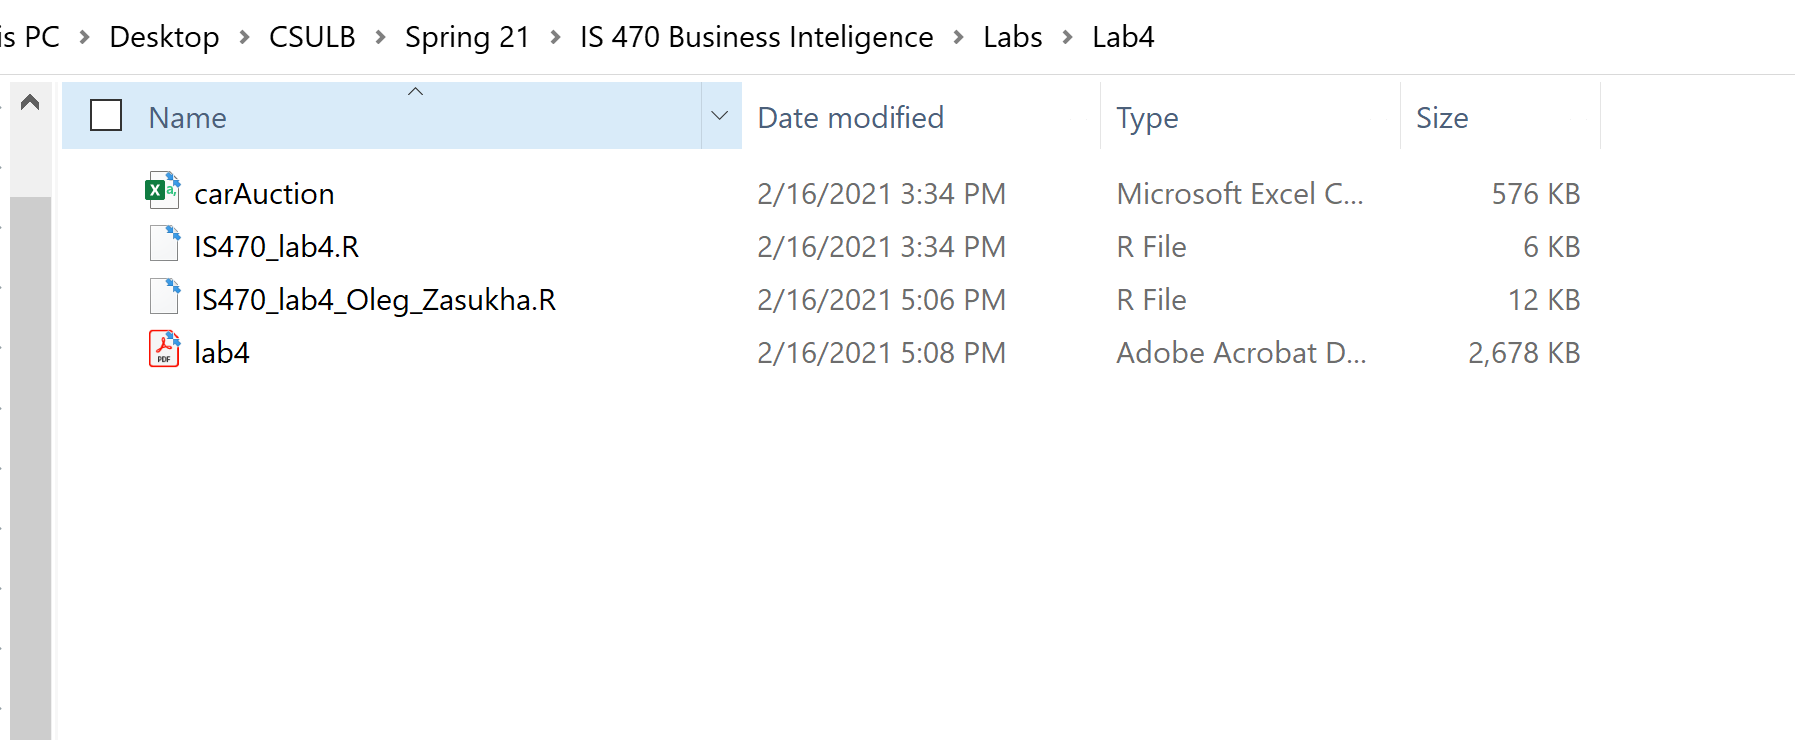 is PC > Desktop > CSULB > Spring 21 > IS 470 Business Inteligence > Labs > Lab4
Name Date modified Type Size
carAuction 2/16/2021 3:34 PM Microsoft Excel C... 576 KB
IS470_lab4.R 2/16/2021 3:34 PM R File 6 KB
IS470_lab4_Oleg_Zasukha.R 2/16/2021 5:06 PM R File 12 KB
lab4 2/16/2021 5:08 PM Adobe Acrobat D... 2,678 KB